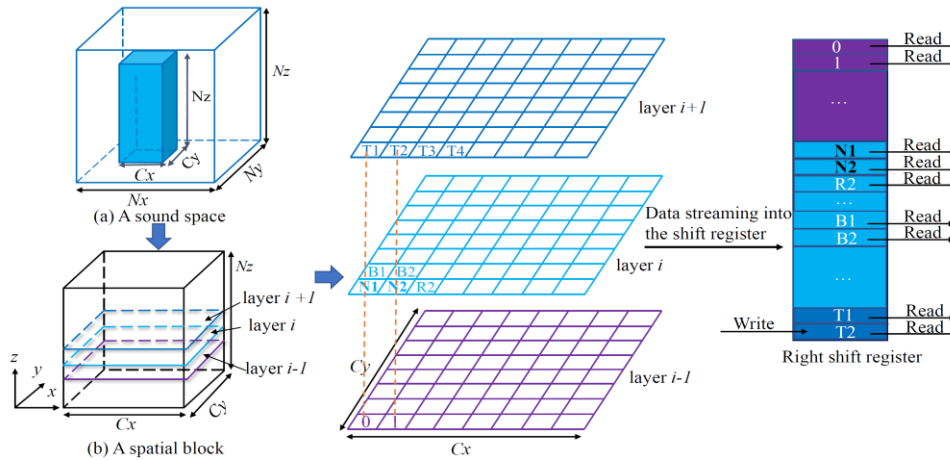 Nz
Nz
Cy
Cx
Ny
Nx
(a) A sound space
Nz
layer i +1
layer i
layer i-1
z
y
x
Cy
Cx
(b) A spatial block
layer i+1
T1 T2 T3 T4
layer i
B1 B2
N1 N2 R2
layer i-1
Cy
0 1
Cx
Data streaming into
the shift register
0 Read
1 Read
...
N1 Read
N2 Read
R2 Read
...
B1 Read
B2 Read
...
T1 Read
Write T2 Read
Right shift register